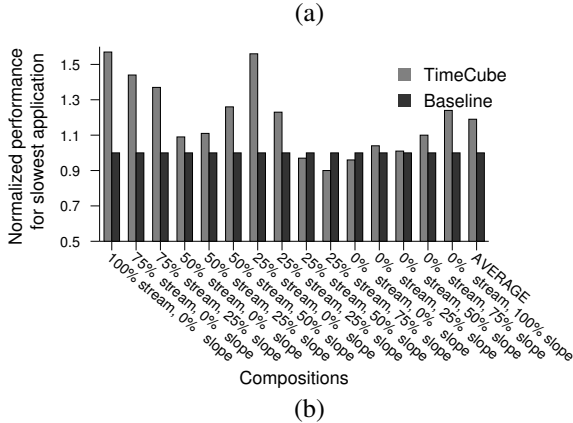 (a)
Normalized performance
for slowest application
1.5
1.3
1.1
0.9
0.7
0.5
TimeCube
Baseline
100% stream, 0% slope
75% stream, 0% slope
75% stream, 25% slope
50% stream, 0% slope
50% stream, 25% slope
50% stream, 50% slope
25% stream, 0% slope
25% stream, 25% slope
25% stream, 50% slope
25% stream, 75% slope
0% stream, 0% slope
0% stream, 25% slope
0% stream, 50% slope
0% stream, 75% slope
0% stream, 100% slope
AVERAGE
Compositions
(b)